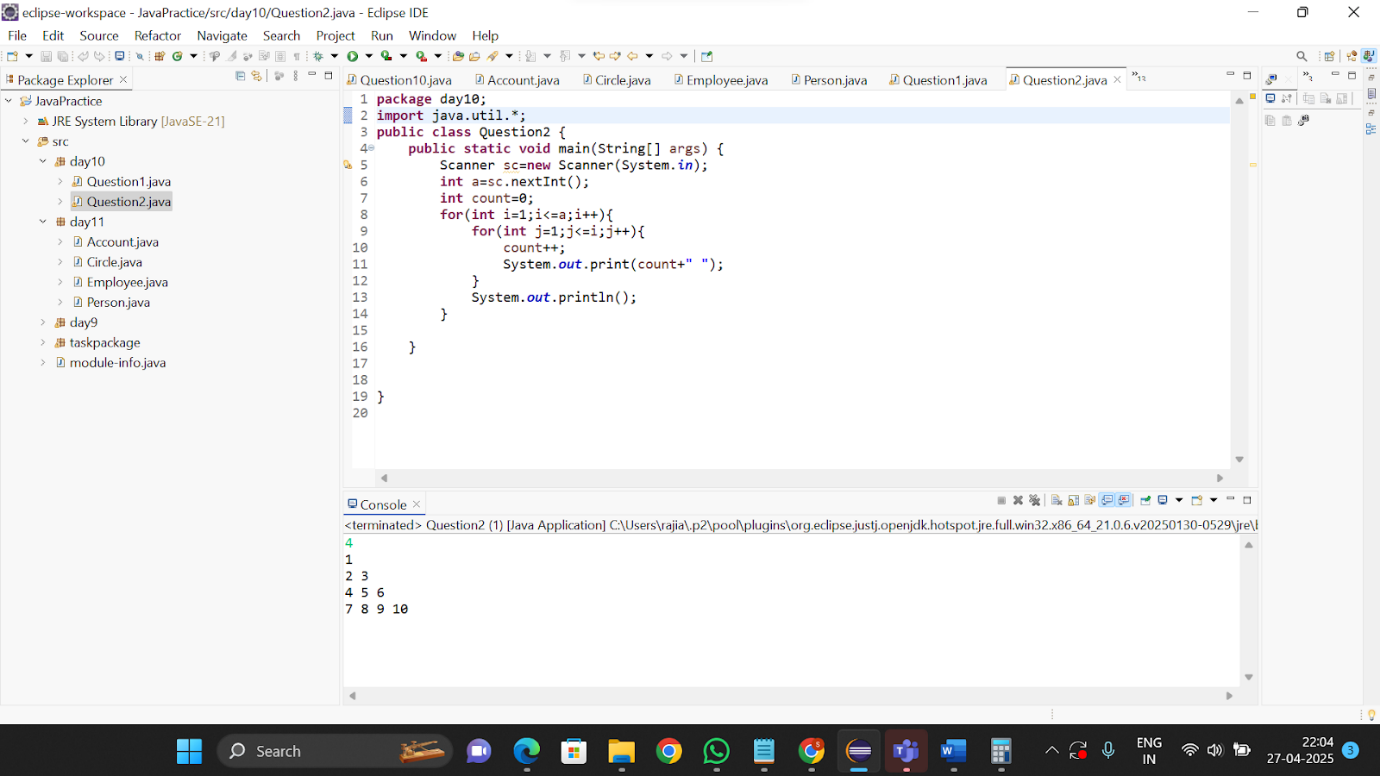 eclipse-workspace - JavaPractice/src/day10/Question2.java - Eclipse IDE
File Edit Source Refactor Navigate Search Project Run Window Help
Package Explorer
JavaPractice
JRE System Library [JavaSE-21]
src
day10
Question1.java
Question2.java
day11
Account.java
Circle.java
Employee.java
Person.java
day9
taskpackage
module-info.java
Question10.java Account.java Circle.java Employee.java Person.java Question1.java Question2.java
1 package day10;
2 import java.util.*;
3 public class Question2 {
4 public static void main(String[] args) {
5 Scanner sc=new Scanner(System.in);
6 int a=sc.nextInt();
7 int count=0;
8 for(int i=1;i<=a;i++){
9 for(int j=1;j<=i;j++){
10 count++;
11 System.out.print(count+" ");
12 }
13 System.out.println();
14 }
15
16 }
17
18
19 }
20
Console
<terminated> Question2 (1) [Java Application] C:\Users\rajia\.p2\pool\plugins\org.eclipse.justj.openjdk.hotspot.jre.full.win32.x86_64_21.0.6.v20250130-0529\jre\b
4
1
2 3
4 5 6
7 8 9 10
Search
ENG
IN
22:04
27-04-2025
3